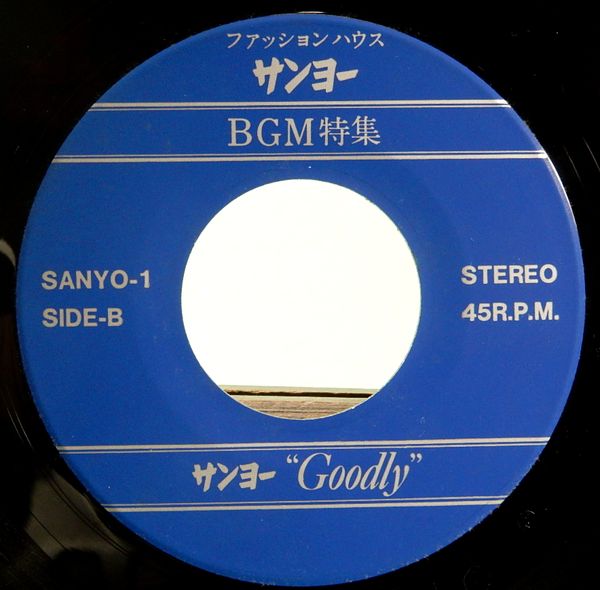 ファッションハウス
サンヨー
BGM特集
SANYO-1
SIDE-B
STEREO
45R.P.M.
サンヨー “Goodly”